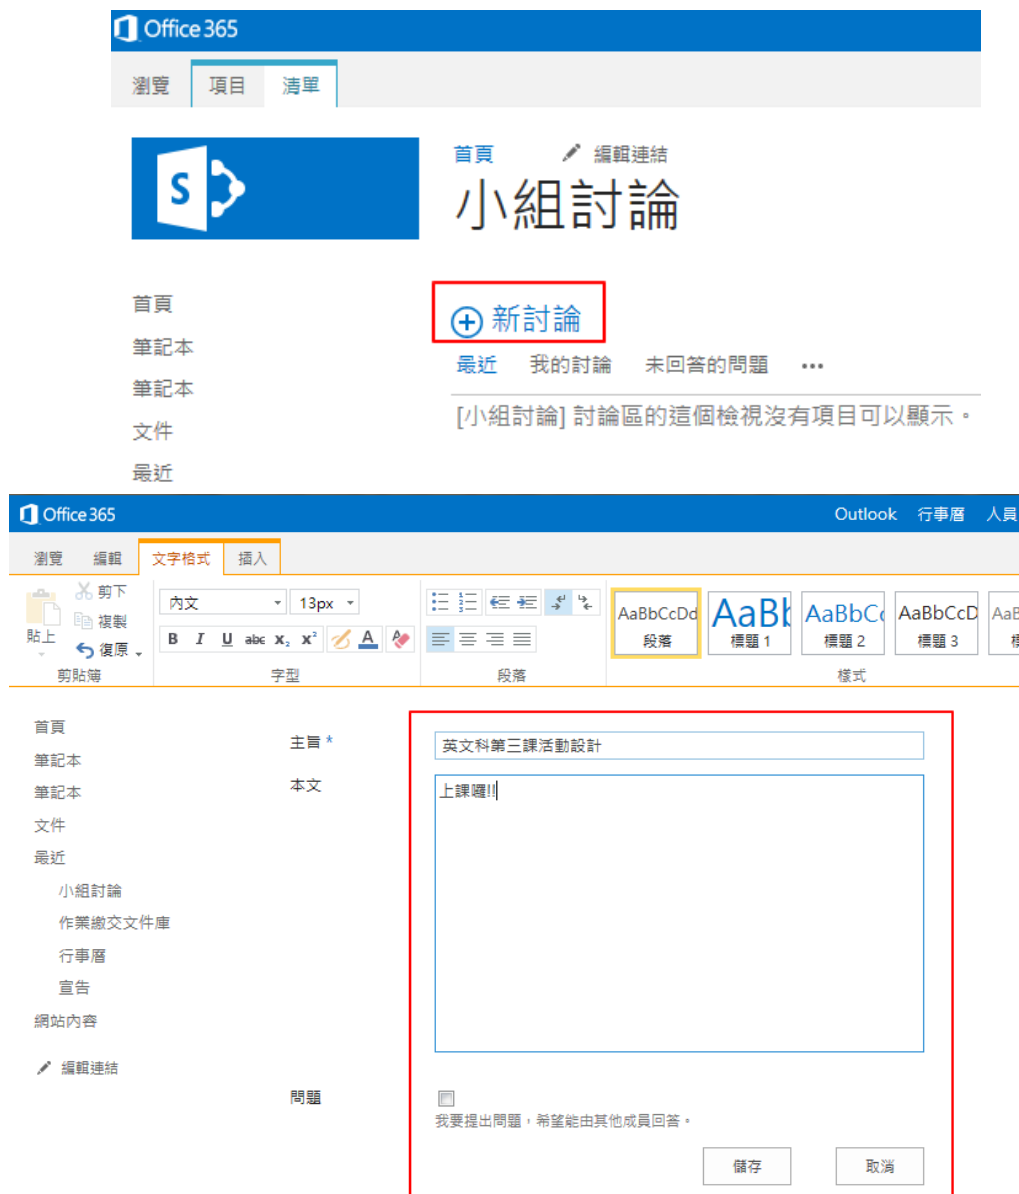 Office 365
瀏覽 項目 清單
首頁 編輯連結
小組討論
S
首頁
筆記本
筆記本
文件
最近
新討論
最近 我的討論 未回答的問題 •••
[小組討論] 討論區的這個檢視沒有項目可以顯示。
Office 365 Outlook 行事曆 人員
瀏覽 編輯 文字格式 插入
貼上
剪下
複製
復原
剪貼簿
內文 13px
B I U abc x₂ x² A
字型
段落
AaBbCcDd
段落
AaBb
標題 1
AaBbCc
標題 2
AaBbCcD
標題 3
AaB
樣式
首頁
筆記本
筆記本
文件
最近
小組討論
作業繳交文件庫
行事曆
宣告
網站內容
編輯連結
主旨 *
英文科第三課活動設計
本文
上課囉!!
問題
我要提出問題，希望能由其他成員回答。
儲存 取消